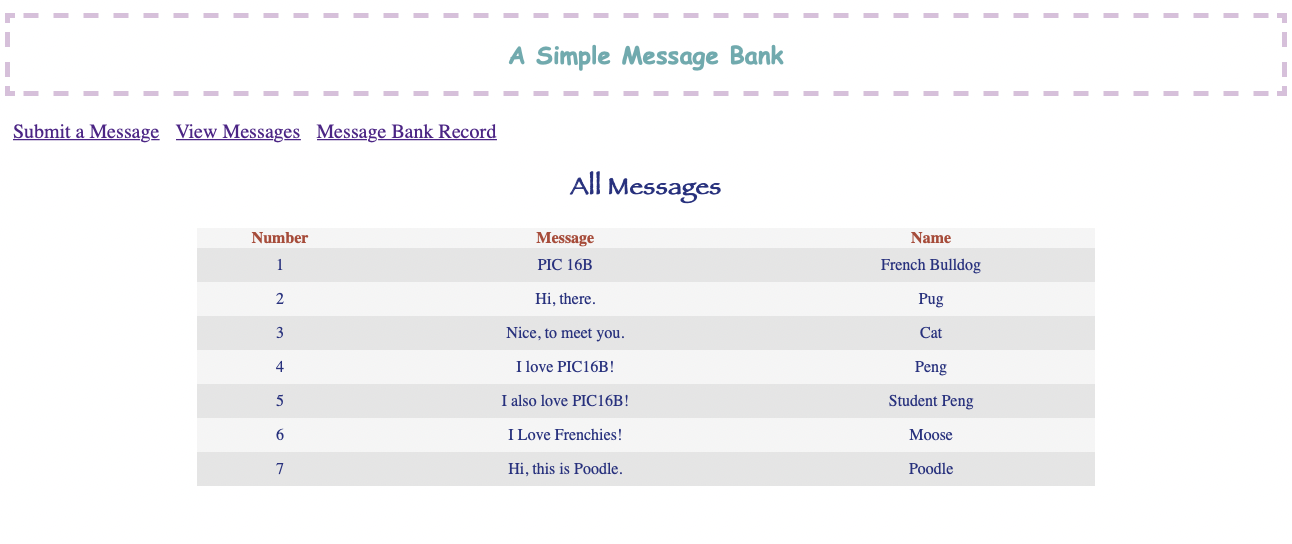 A Simple Message Bank
Submit a Message View Messages Message Bank Record
All Messages
Number Message Name
1 PIC 16B French Bulldog
2 Hi, there. Pug
3 Nice, to meet you. Cat
4 I love PIC16B! Peng
5 I also love PIC16B! Student Peng
6 I Love Frenchies! Moose
7 Hi, this is Poodle. Poodle